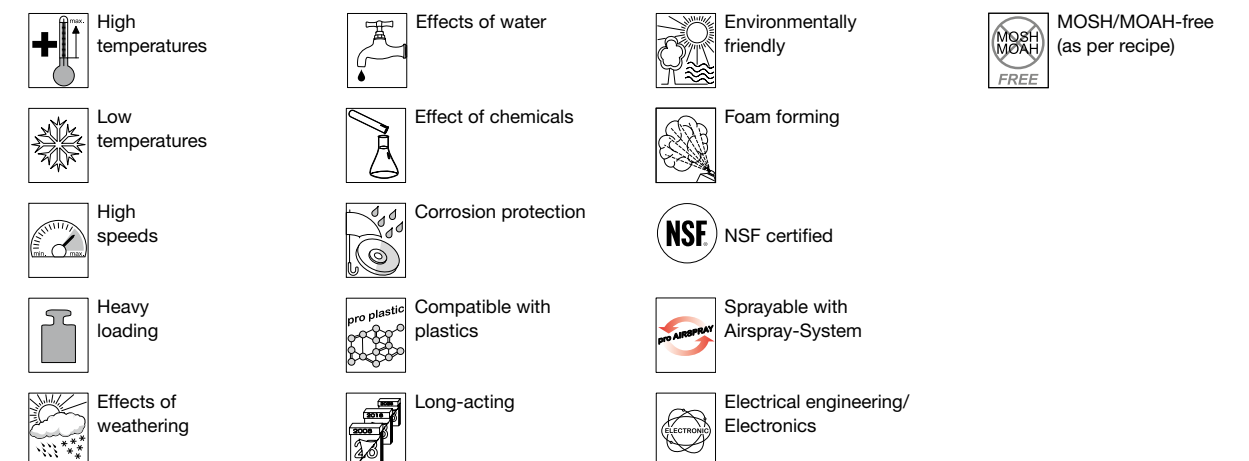 max.
High
temperatures
Low
temperatures
min. max.
High
speeds
Heavy
loading
Effects of
weathering
Effects of water
Effect of chemicals
Corrosion protection
pro plastic
Compatible with
plastics
2018
2008
Long-acting
Environmentally
friendly
Foam forming
NSF
NSF certified
pro AIRSPRAY
Sprayable with
Airspray-System
ELECTRONIC
Electrical engineering/
Electronics
MOSH
MOAH
FREE
MOSH/MOAH-free
(as per recipe)